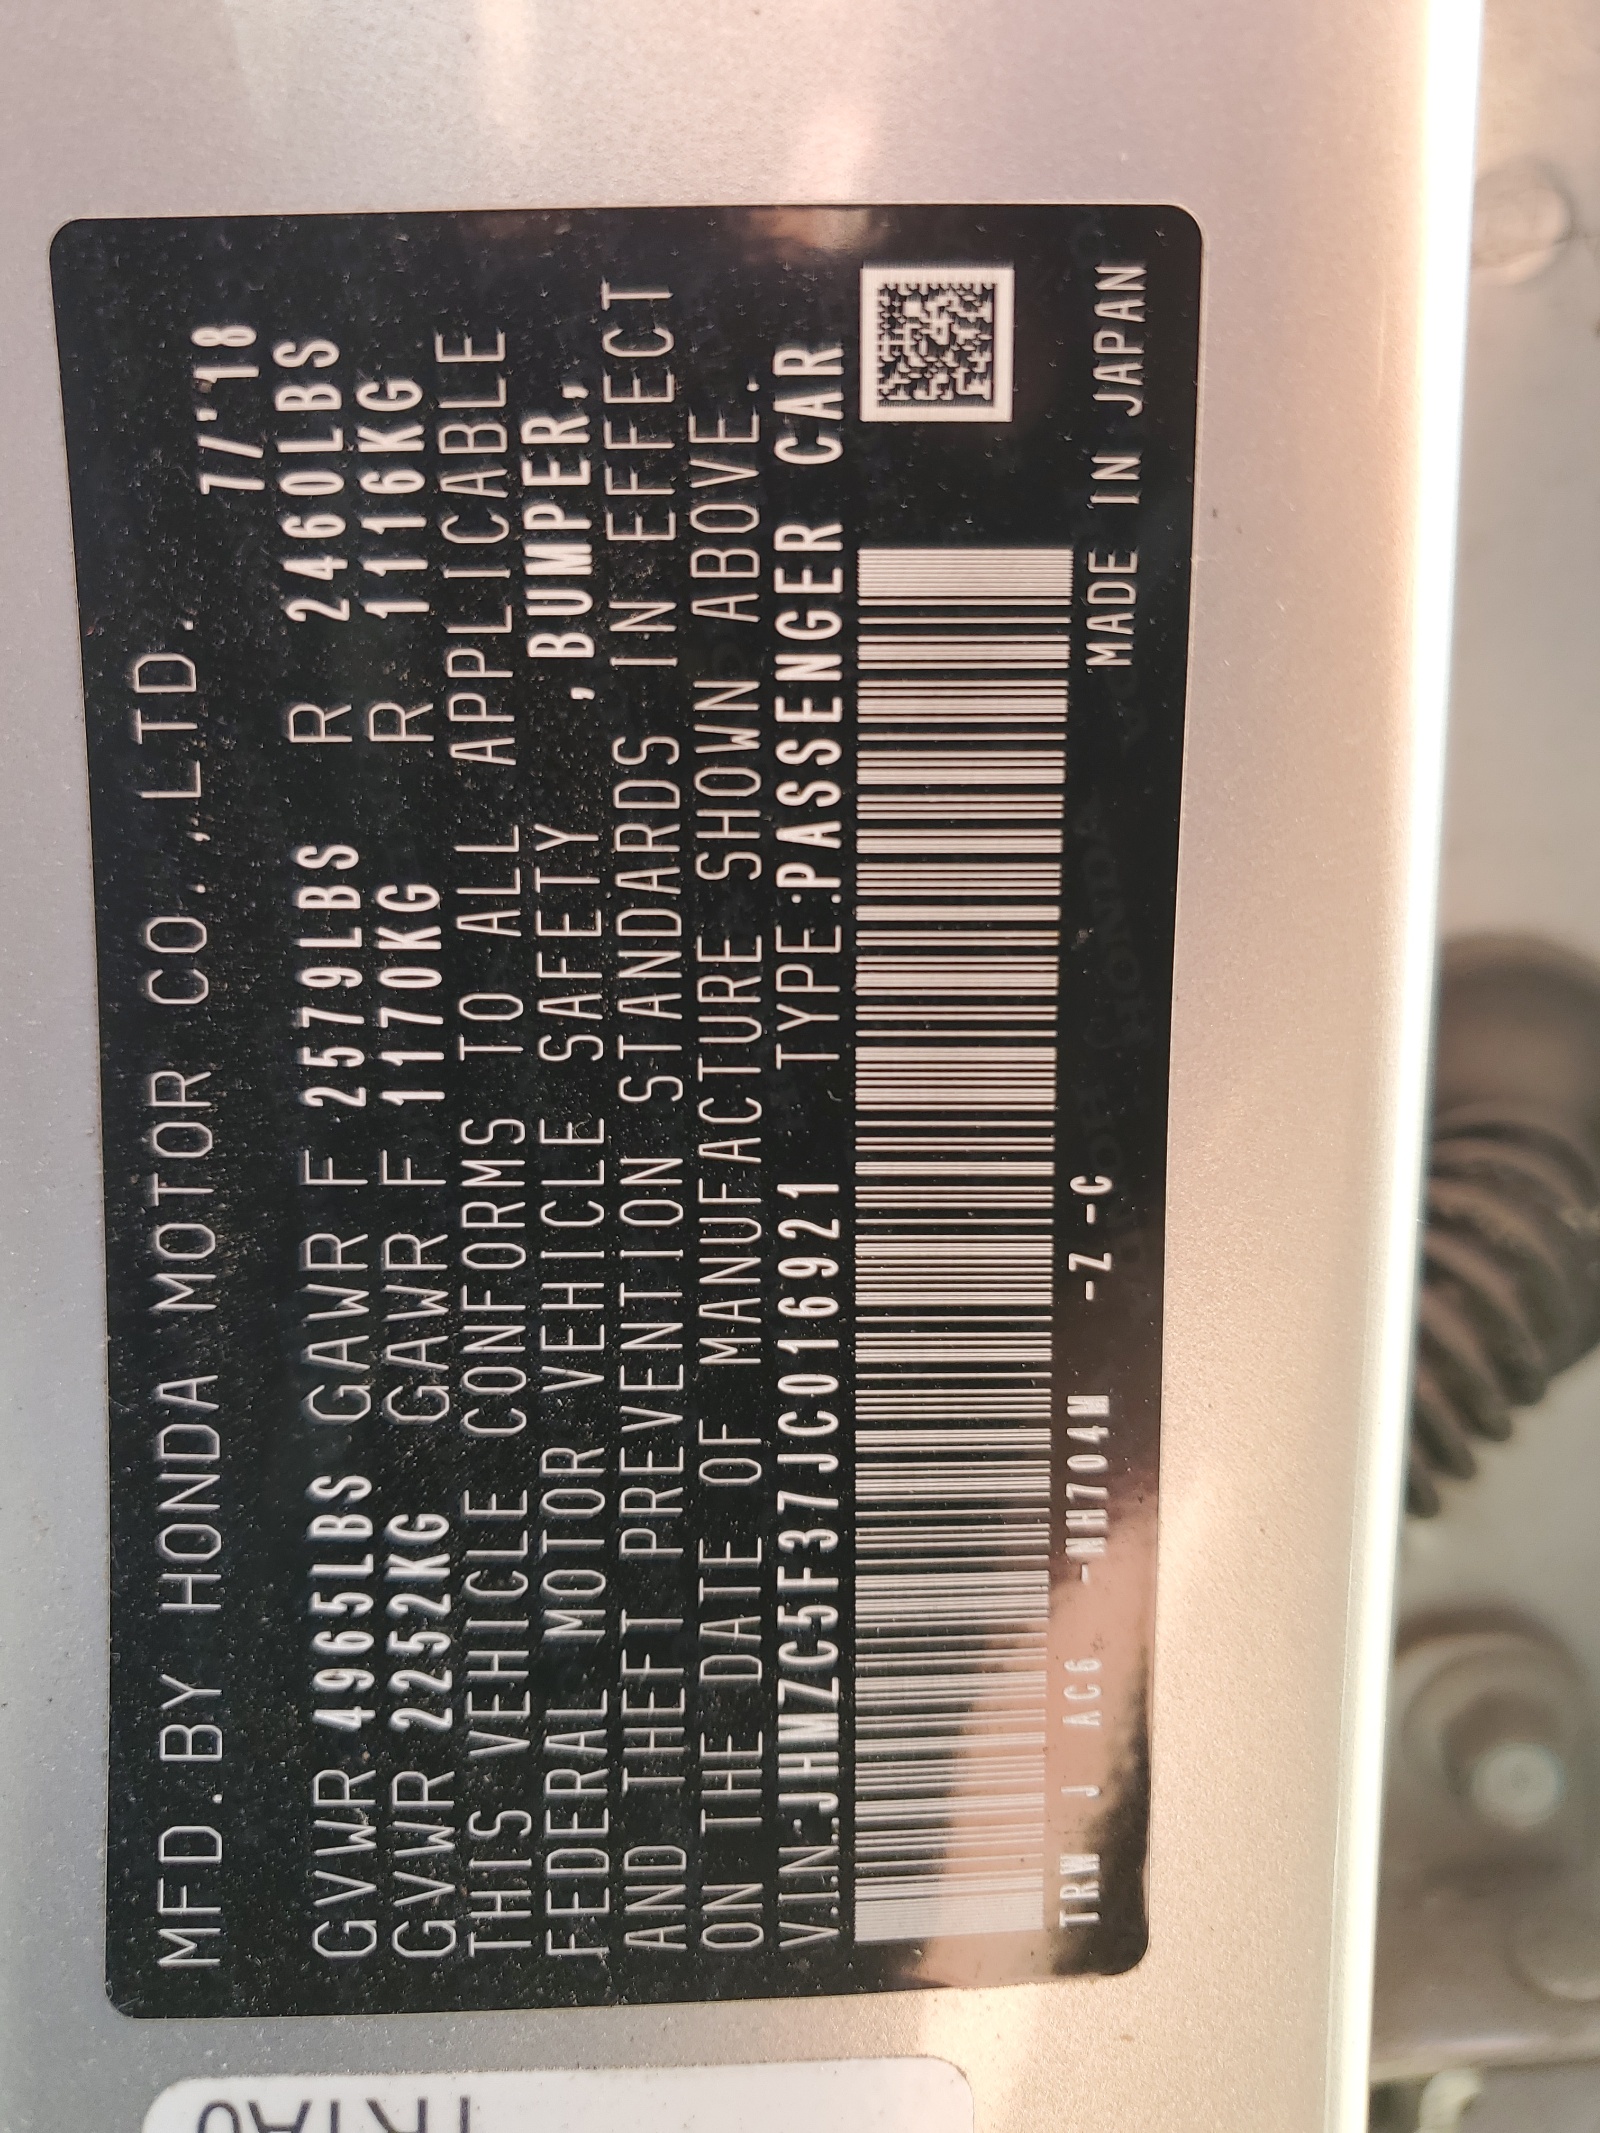 MFD.BY HONDA MOTOR CO.,LTD. 7/'18
GVWR 4965LBS GAWR F 2579LBS R 2460LBS
GVWR 2252KG GAWR F 1170KG R 1116KG
THIS VEHICLE CONFORMS TO ALL APPLICABLE
FEDERAL MOTOR VEHICLE SAFETY ,BUMPER,
AND THEFT PREVENTION STANDARDS IN EFFECT
ON THE DATE OF MANUFACTURE SHOWN ABOVE.
V.I.N.:JHMZC5F37JC016921 TYPE:PASSENGER CAR
TRW J AC6 -NH704M -Z-C MADE IN JAPAN